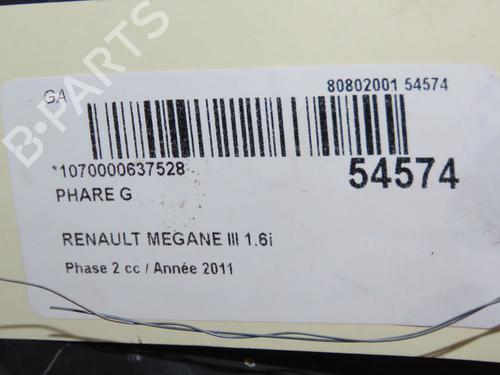 GA
80802001 54574
*1070000637528
54574
PHARE G
RENAULT MEGANE III 1.6i
Phase 2 cc / Année 2011
B-PARTS